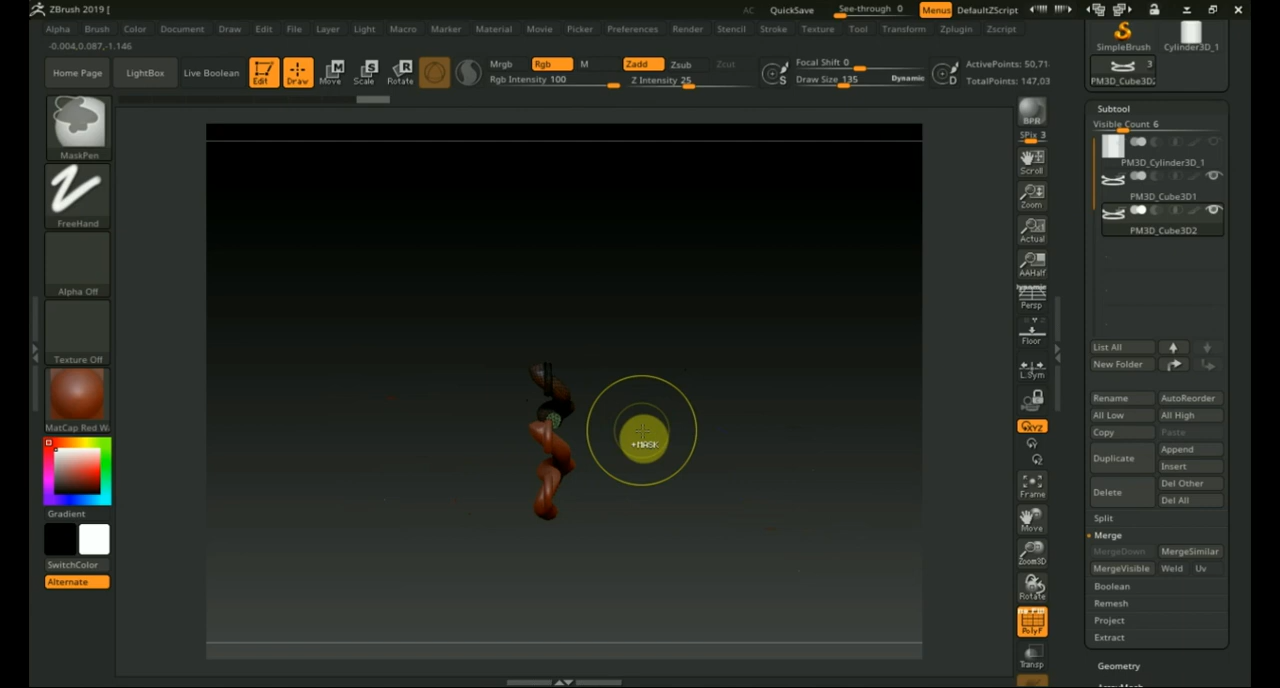 ZBrush 2019 [
AC QuickSave See-through 0 Menus DefaultZScript
Alpha Brush Color Document Draw Edit File Layer Light Macro Marker Material Movie Picker Preferences Render Stencil Stroke Texture Tool Transform Zplugin Zscript
-0.004,0.087,-1.146
Home Page LightBox Live Boolean Edit Draw Move Scale Rotate
Mrgb Rgb M Zadd Zsub Zcut
Rgb Intensity 100 Z Intensity 25
Focal Shift 0
Draw Size 135 Dynamic
S D
ActivePoints: 50,71
TotalPoints: 147,03
SimpleBrush Cylinder3D_1
3
PM3D_Cube3D2
MaskPen
FreeHand
Alpha Off
Texture Off
MatCap Red W
Gradient
SwitchColor
Alternate
+MASK
BPR
SPix 3
Scroll
Zoom
Actual
AAHalf
Dynamic
Persp
Floor
L.Sym
XYZ
Frame
Move
Zoom3D
Rotate
PolyF
Transp
Subtool
Visible Count 6
PM3D_Cylinder3D_1
PM3D_Cube3D1
PM3D_Cube3D2
List All
New Folder
Rename AutoReorder
All Low All High
Copy Paste
Duplicate Append
Insert
Delete Del Other
Del All
Split
Merge
MergeDown MergeSimilar
MergeVisible Weld Uv
Boolean
Remesh
Project
Extract
Geometry